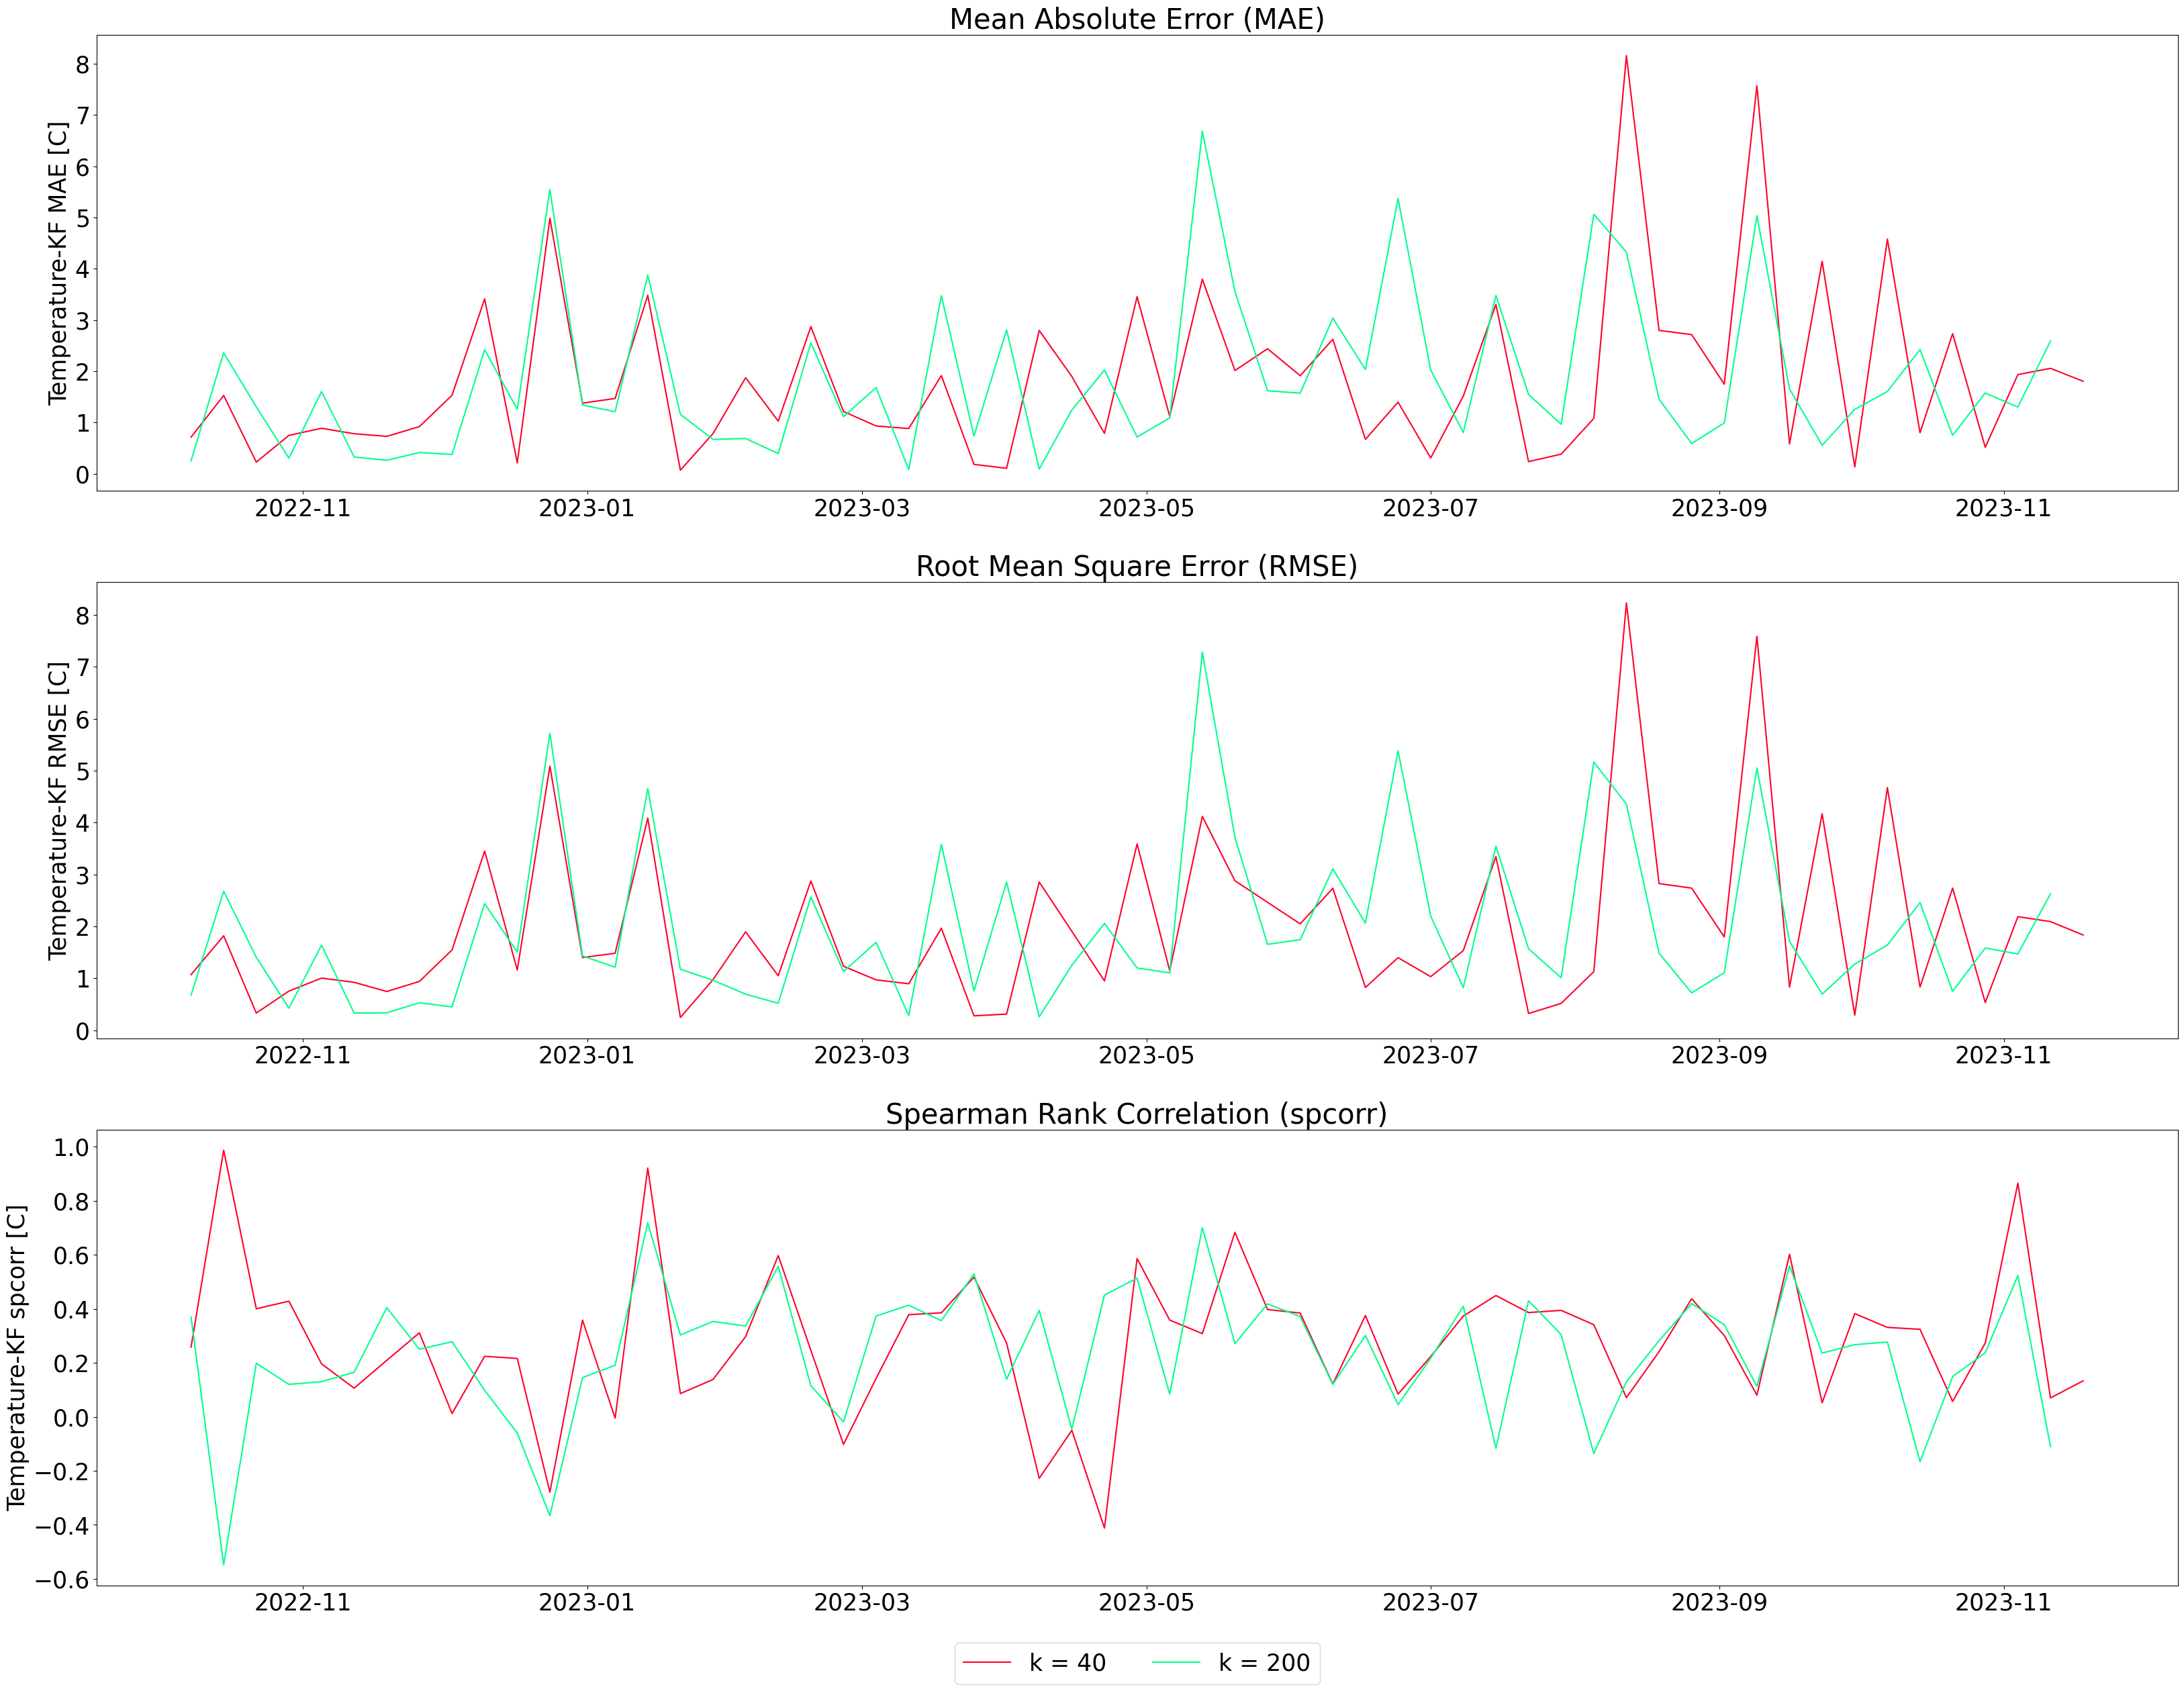 Mean Absolute Error (MAE)
Temperature-KF MAE [C]
8
7
6
5
4
3
2
1
0
2022-11 2023-01 2023-03 2023-05 2023-07 2023-09 2023-11
Root Mean Square Error (RMSE)
Temperature-KF RMSE [C]
8
7
6
5
4
3
2
1
0
2022-11 2023-01 2023-03 2023-05 2023-07 2023-09 2023-11
Spearman Rank Correlation (spcorr)
Temperature-KF spcorr [C]
1.0
0.8
0.6
0.4
0.2
0.0
−0.2
−0.4
−0.6
2022-11 2023-01 2023-03 2023-05 2023-07 2023-09 2023-11
k = 40 k = 200